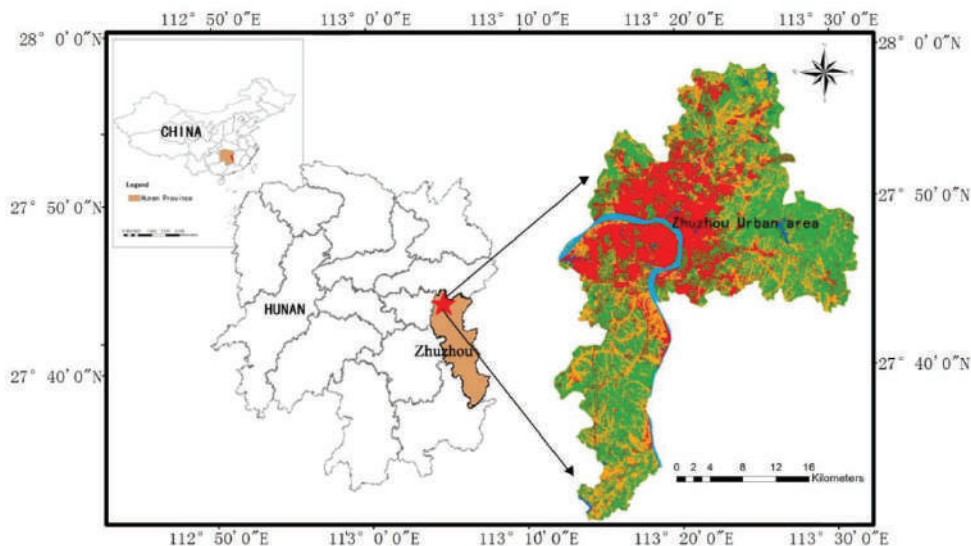 112° 50′0″E 113° 0′0″E 113° 10′0″E 113° 20′0″E 113° 30′0″E
28° 0′0″N
28° 0′0″N
CHINA
Legend
Hunan Province
27° 50′0″N
27° 50′0″N
Zhuzhou Urban area
HUNAN
Zhuzhou
27° 40′0″N
27° 40′0″N
0 2 4 8 12 16
Kilometers
112° 50′0″E 113° 0′0″E 113° 10′0″E 113° 20′0″E 113° 30′0″E